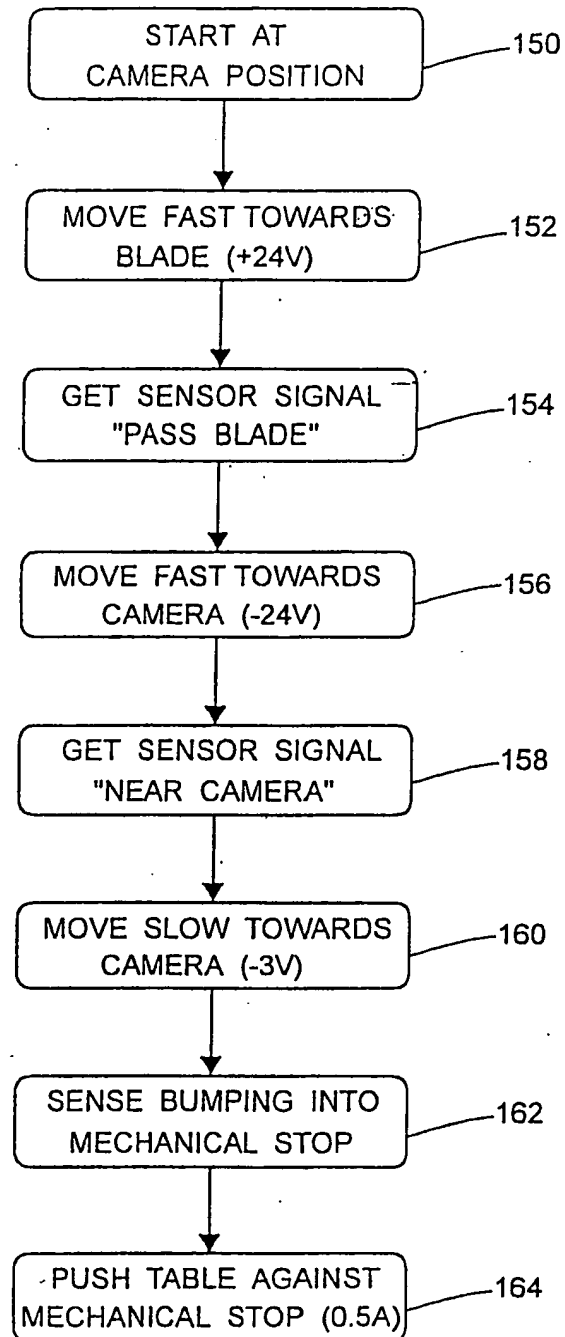 START AT
CAMERA POSITION
150
MOVE FAST TOWARDS
BLADE (+24V)
152
GET SENSOR SIGNAL
"PASS BLADE"
154
MOVE FAST TOWARDS
CAMERA (-24V)
156
GET SENSOR SIGNAL
"NEAR CAMERA"
158
MOVE SLOW TOWARDS
CAMERA (-3V)
160
SENSE BUMPING INTO
MECHANICAL STOP
162
PUSH TABLE AGAINST
MECHANICAL STOP (0.5A)
164